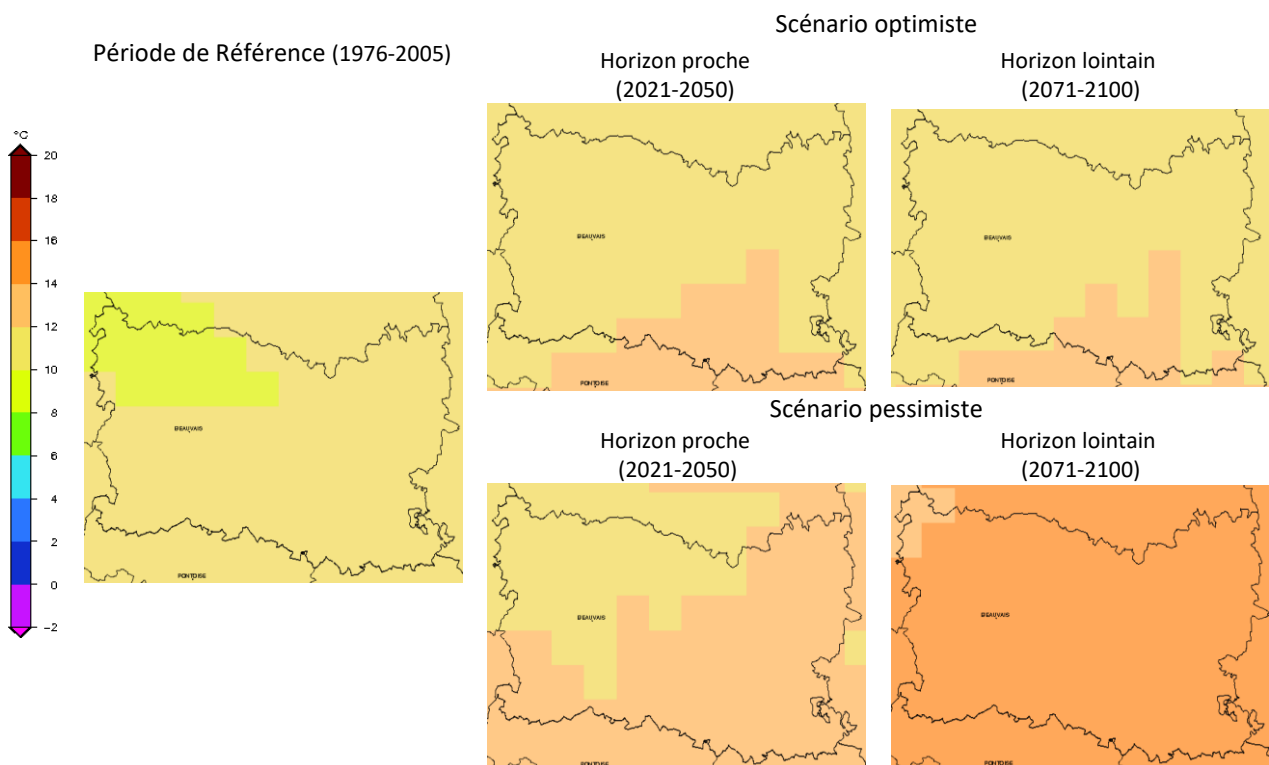 Scénario optimiste
Période de Référence (1976-2005)
Horizon proche
(2021-2050)
Horizon lointain
(2071-2100)
°C
20
18
16
14
12
10
8
6
4
2
0
−2
BEAUVAIS
PONTOISE
BEAUVAIS
PONTOISE
BEAUVAIS
PONTOISE
Scénario pessimiste
Horizon proche
(2021-2050)
Horizon lointain
(2071-2100)
BEAUVAIS
PONTOISE
BEAUVAIS
PONTOISE